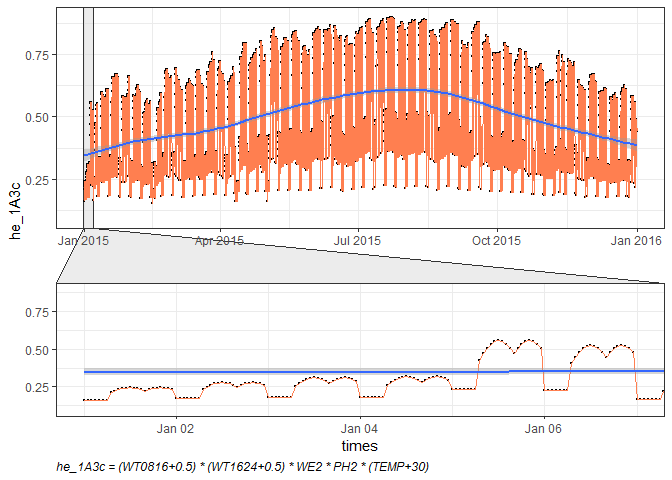 0.75
0.50
0.25
he_1A3c
Jan 2015
Apr 2015
Jul 2015
Oct 2015
Jan 2016
0.75
0.50
0.25
Jan 02
Jan 04
Jan 06
times
he_1A3c = (WT0816+0.5) * (WT1624+0.5) * WE2 * PH2 * (TEMP+30)